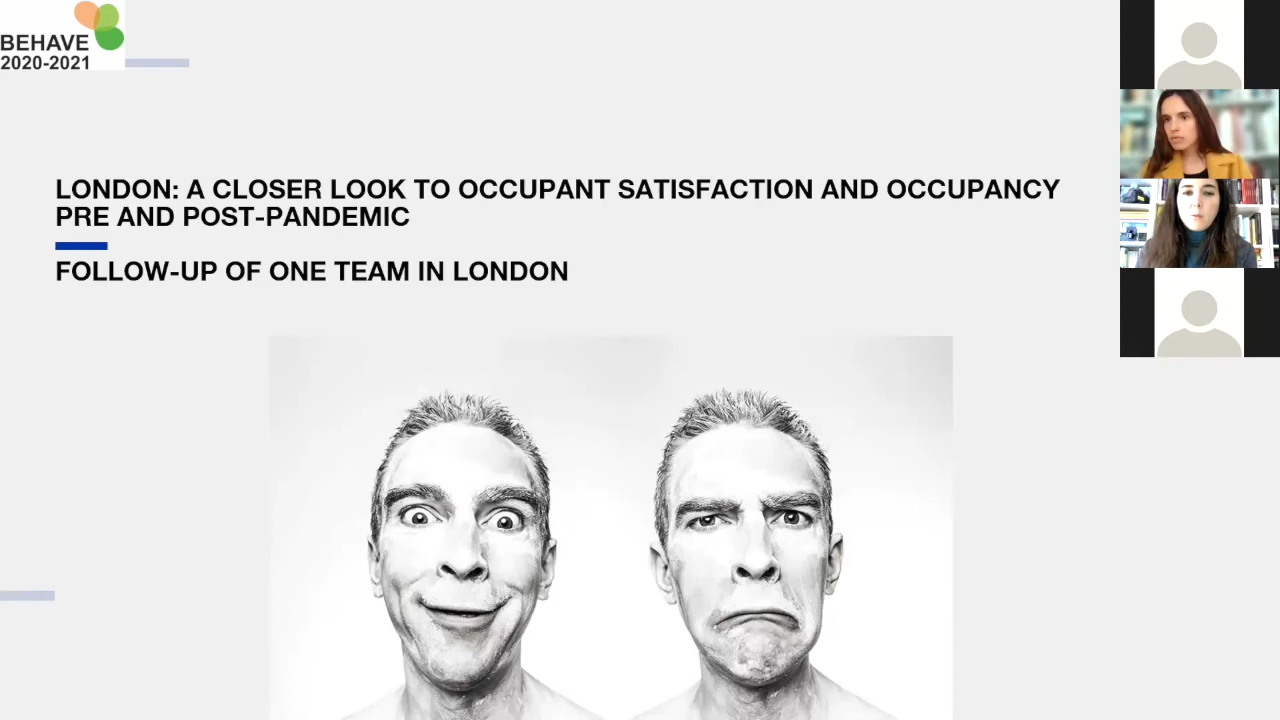 BEHAVE
2020-2021
LONDON: A CLOSER LOOK TO OCCUPANT SATISFACTION AND OCCUPANCY
PRE AND POST-PANDEMIC
FOLLOW-UP OF ONE TEAM IN LONDON